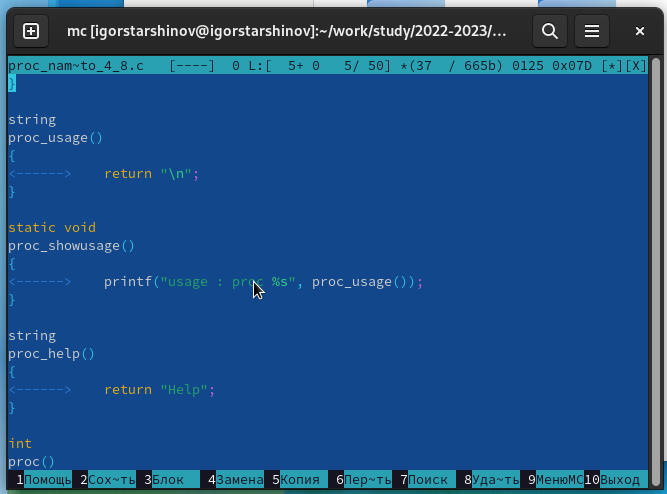 mc [igorstarshinov@igorstarshinov]:~/work/study/2022-2023/...
proc_nam~to_4_8.c   [----]  0 L:[  5+ 0   5/ 50] *(37  / 665b) 0125 0x07D [*][X]
}
string
proc_usage()
{
<------>    return "\n";
}
static void
proc_showusage()
{
<------>    printf("usage : proc %s", proc_usage());
}
string
proc_help()
{
<------>    return "Help";
}
int
proc()
1Помощь 2Сох~ть 3Блок 4Замена 5Копия 6Пер~ть 7Поиск 8Уда~ть 9МенюMC 10Выход